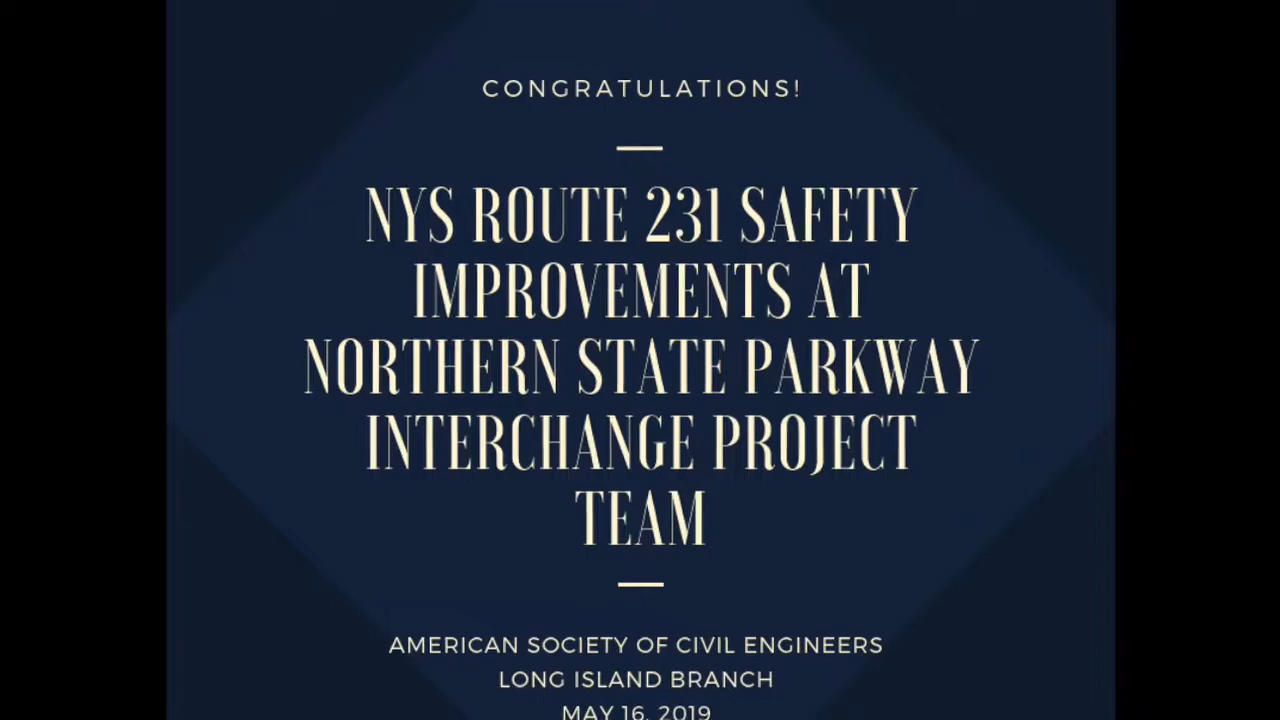 CONGRATULATIONS!
NYS ROUTE 231 SAFETY
IMPROVEMENTS AT
NORTHERN STATE PARKWAY
INTERCHANGE PROJECT
TEAM
AMERICAN SOCIETY OF CIVIL ENGINEERS
LONG ISLAND BRANCH
MAY 16, 2019